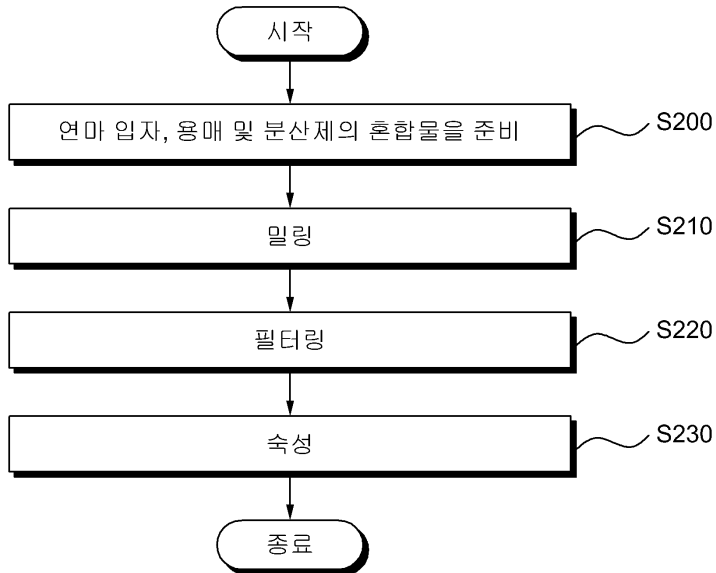 시작
연마 입자, 용매 및 분산제의 혼합물을 준비
S200
밀링
S210
필터링
S220
숙성
S230
종료